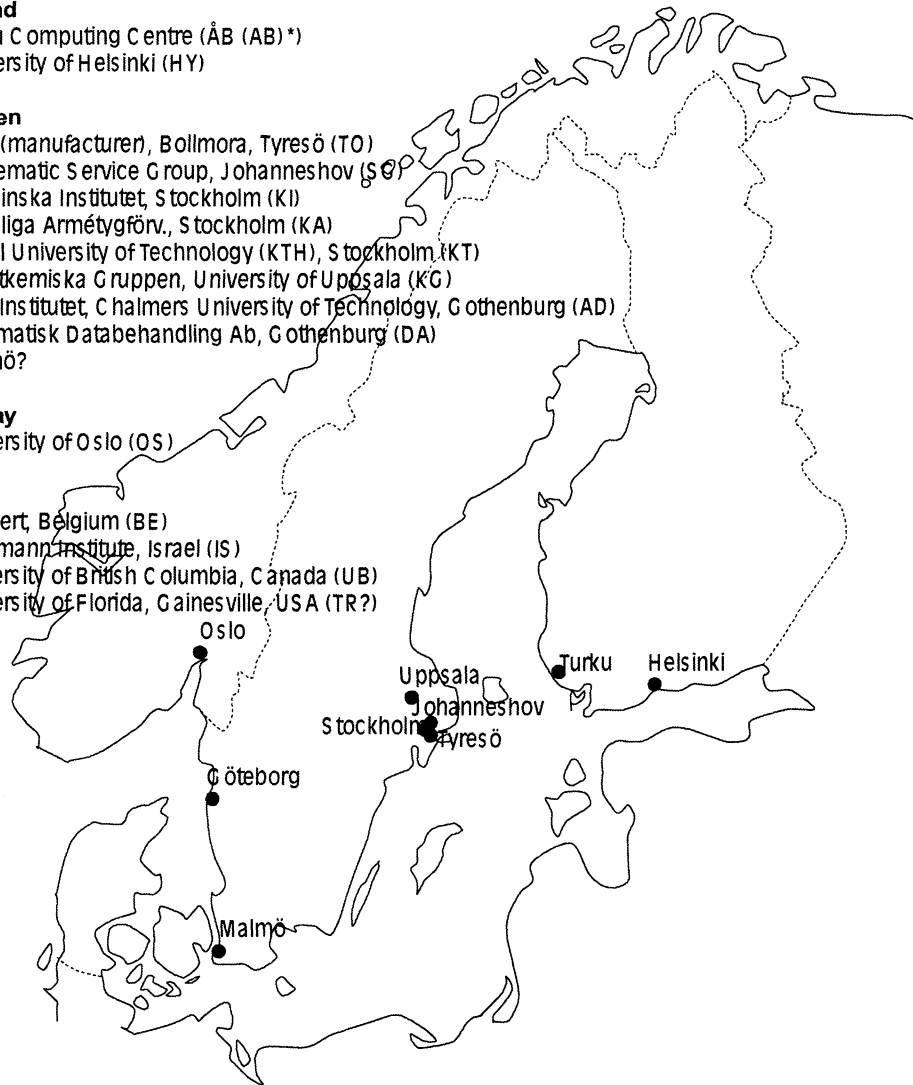 nd
Computing Centre (ÅB (AB)*)
ersity of Helsinki (HY)
en
(manufacturer), Bollmora, Tyresö (TO)
ematic Service Group, Johanneshov (SG)
inska Institutet, Stockholm (KI)
liga Armétygförv., Stockholm (KA)
l University of Technology (KTH), Stockholm (KT)
tkemiska Gruppen, University of Uppsala (KG)
Institutet, Chalmers University of Technology, Gothenburg (AD)
matisk Databehandling Ab, Gothenburg (DA)
nö?
ay
ersity of Oslo (OS)
ert, Belgium (BE)
mann Institute, Israel (IS)
ersity of British Columbia, Canada (UB)
ersity of Florida, Gainesville, USA (TR?)
Oslo
Turku
Helsinki
Uppsala
Johanneshov
Stockholm
Tyresö
Göteborg
Malmö